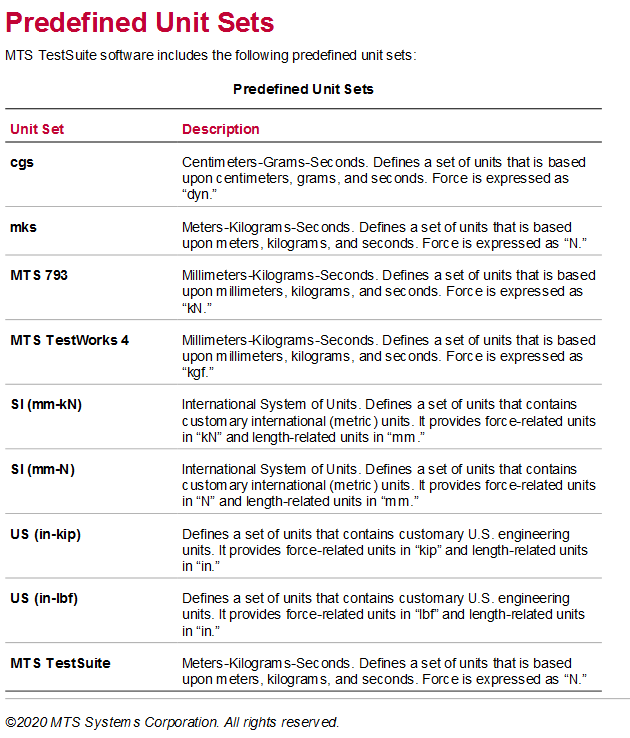 Predefined Unit Sets
MTS TestSuite software includes the following predefined unit sets:
Predefined Unit Sets
Unit Set Description
cgs Centimeters-Grams-Seconds. Defines a set of units that is based
upon centimeters, grams, and seconds. Force is expressed as
“dyn.”
mks Meters-Kilograms-Seconds. Defines a set of units that is based
upon meters, kilograms, and seconds. Force is expressed as “N.”
MTS 793 Millimeters-Kilograms-Seconds. Defines a set of units that is based
upon millimeters, kilograms, and seconds. Force is expressed as
“kN.”
MTS TestWorks 4 Millimeters-Kilograms-Seconds. Defines a set of units that is based
upon millimeters, kilograms, and seconds. Force is expressed as
“kgf.”
SI (mm-kN) International System of Units. Defines a set of units that contains
customary international (metric) units. It provides force-related units
in “kN” and length-related units in “mm.”
SI (mm-N) International System of Units. Defines a set of units that contains
customary international (metric) units. It provides force-related units
in “N” and length-related units in “mm.”
US (in-kip) Defines a set of units that contains customary U.S. engineering
units. It provides force-related units in “kip” and length-related units
in “in.”
US (in-lbf) Defines a set of units that contains customary U.S. engineering
units. It provides force-related units in “lbf” and length-related units
in “in.”
MTS TestSuite Meters-Kilograms-Seconds. Defines a set of units that is based
upon meters, kilograms, and seconds. Force is expressed as “N.”
©2020 MTS Systems Corporation. All rights reserved.